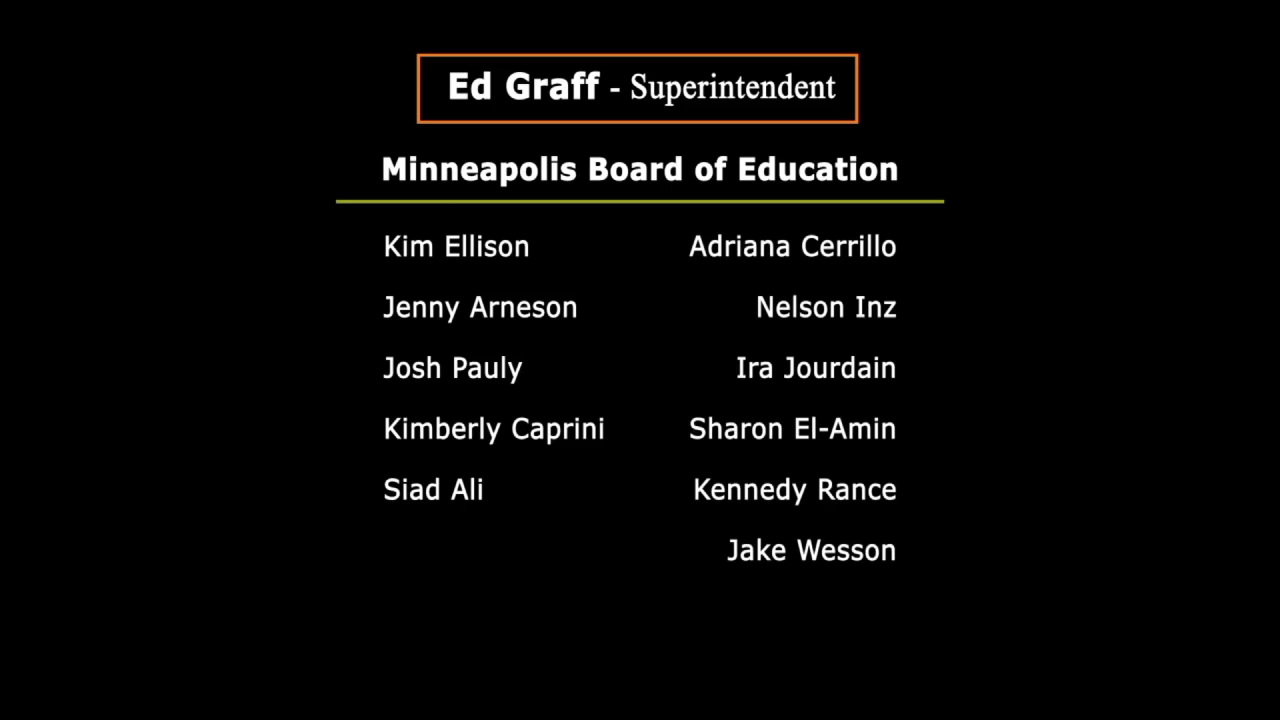 Ed Graff - Superintendent
Minneapolis Board of Education
Kim Ellison Adriana Cerrillo
Jenny Arneson Nelson Inz
Josh Pauly Ira Jourdain
Kimberly Caprini Sharon El-Amin
Siad Ali Kennedy Rance
Jake Wesson